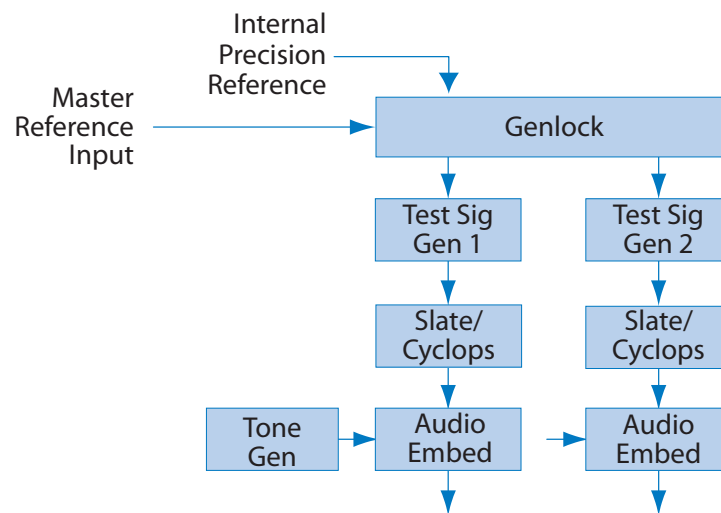 Internal
Precision
Reference
Master
Reference
Input
Genlock
Test Sig
Gen 1
Test Sig
Gen 2
Slate/
Cyclops
Slate/
Cyclops
Tone
Gen
Audio
Embed
Audio
Embed